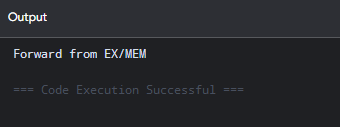 Output
Forward from EX/MEM
=== Code Execution Successful ===